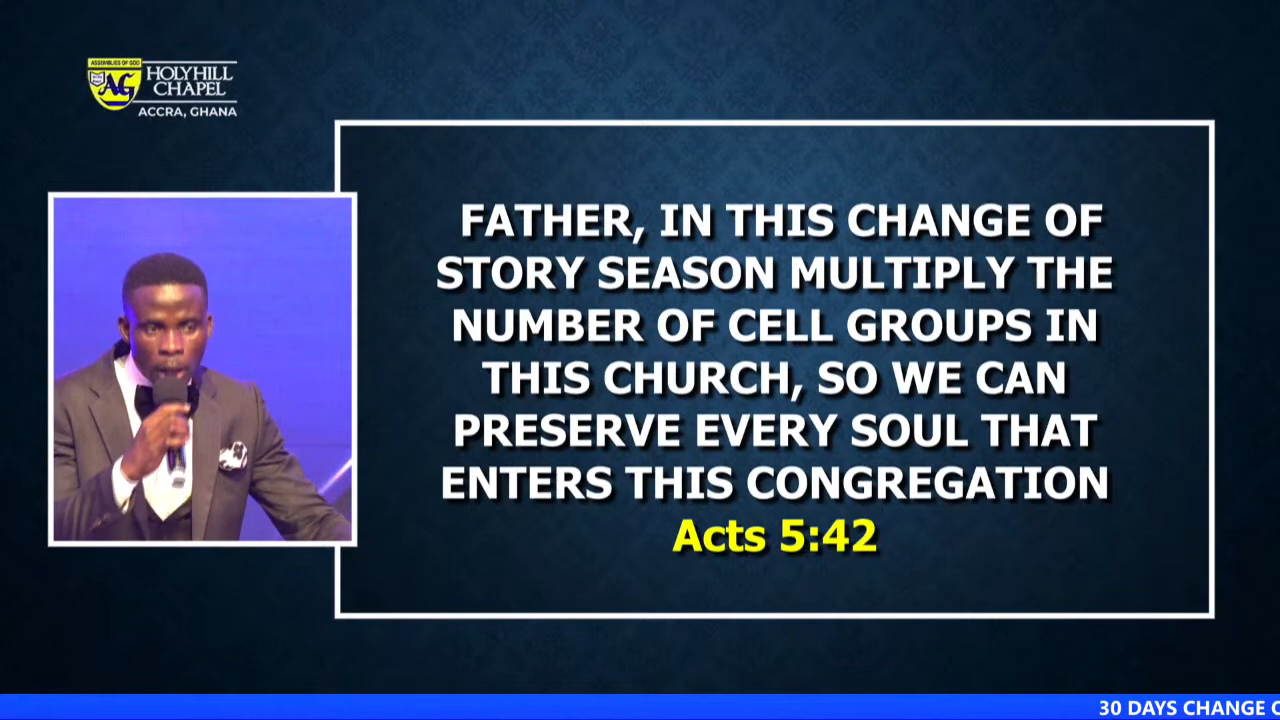 ASSEMBLIES OF GOD
AG
HOLYHILL
CHAPEL
ACCRA, GHANA
FATHER, IN THIS CHANGE OF
STORY SEASON MULTIPLY THE
NUMBER OF CELL GROUPS IN
THIS CHURCH, SO WE CAN
PRESERVE EVERY SOUL THAT
ENTERS THIS CONGREGATION
Acts 5:42
30 DAYS CHANGE